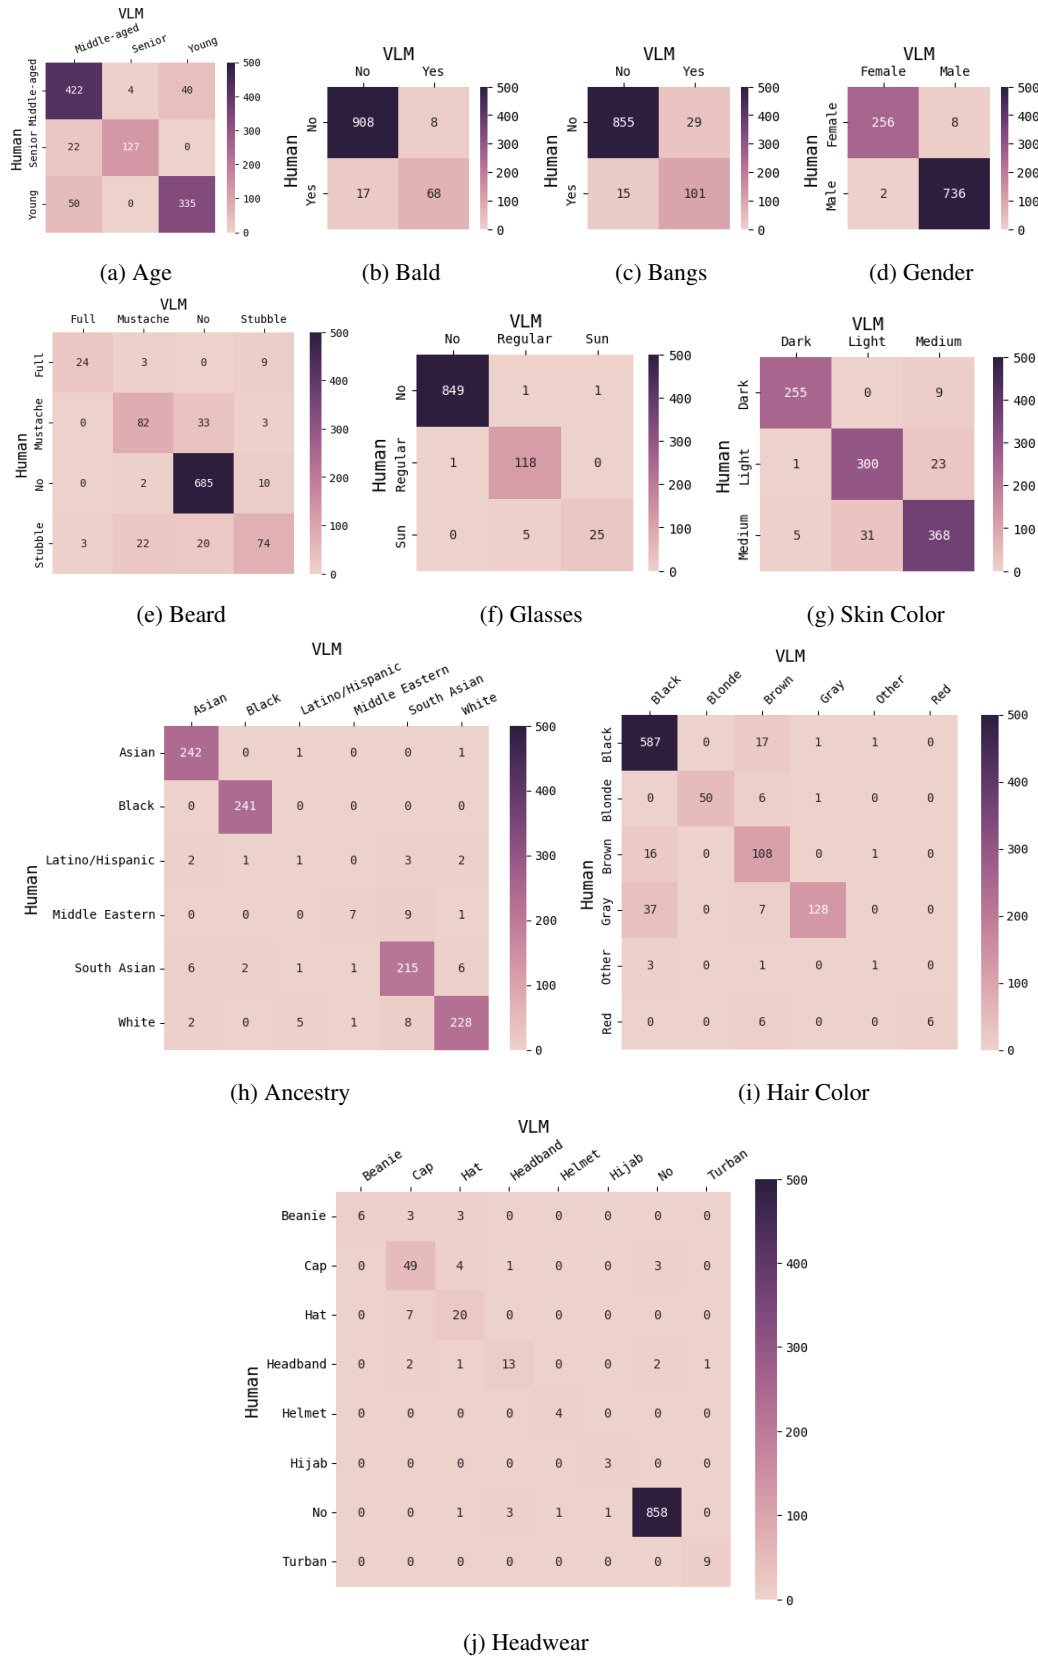 VLM
Middle-aged Senior Young
Human
Middle-aged 422 4 40
Senior 22 127 0
Young 50 0 335
500
400
300
200
100
0
(a) Age
VLM
No Yes
Human
No 908 8
Yes 17 68
500
400
300
200
100
0
(b) Bald
VLM
No Yes
Human
No 855 29
Yes 15 101
500
400
300
200
100
0
(c) Bangs
VLM
Female Male
Human
Female 256 8
Male 2 736
500
400
300
200
100
0
(d) Gender
VLM
Full Mustache No Stubble
Human
Full 24 3 0 9
Mustache 0 82 33 3
No 0 2 685 10
Stubble 3 22 20 74
500
400
300
200
100
0
(e) Beard
VLM
No Regular Sun
Human
No 849 1 1
Regular 1 118 0
Sun 0 5 25
500
400
300
200
100
0
(f) Glasses
VLM
Dark Light Medium
Human
Dark 255 0 9
Light 1 300 23
Medium 5 31 368
500
400
300
200
100
0
(g) Skin Color
VLM
Asian Black Latino/Hispanic Middle Eastern South Asian White
Human
Asian 242 0 1 0 0 1
Black 0 241 0 0 0 0
Latino/Hispanic 2 1 1 0 3 2
Middle Eastern 0 0 0 7 9 1
South Asian 6 2 1 1 215 6
White 2 0 5 1 8 228
500
400
300
200
100
0
(h) Ancestry
VLM
Black Blonde Brown Gray Other Red
Human
Black 587 0 17 1 1 0
Blonde 0 50 6 1 0 0
Brown 16 0 108 0 1 0
Gray 37 0 7 128 0 0
Other 3 0 1 0 1 0
Red 0 0 6 0 0 6
500
400
300
200
100
0
(i) Hair Color
VLM
Beanie Cap Hat Headband Helmet Hijab No Turban
Human
Beanie 6 3 3 0 0 0 0 0
Cap 0 49 4 1 0 0 3 0
Hat 0 7 20 0 0 0 0 0
Headband 0 2 1 13 0 0 2 1
Helmet 0 0 0 0 4 0 0 0
Hijab 0 0 0 0 0 3 0 0
No 0 0 1 3 1 1 858 0
Turban 0 0 0 0 0 0 0 9
500
400
300
200
100
0
(j) Headwear